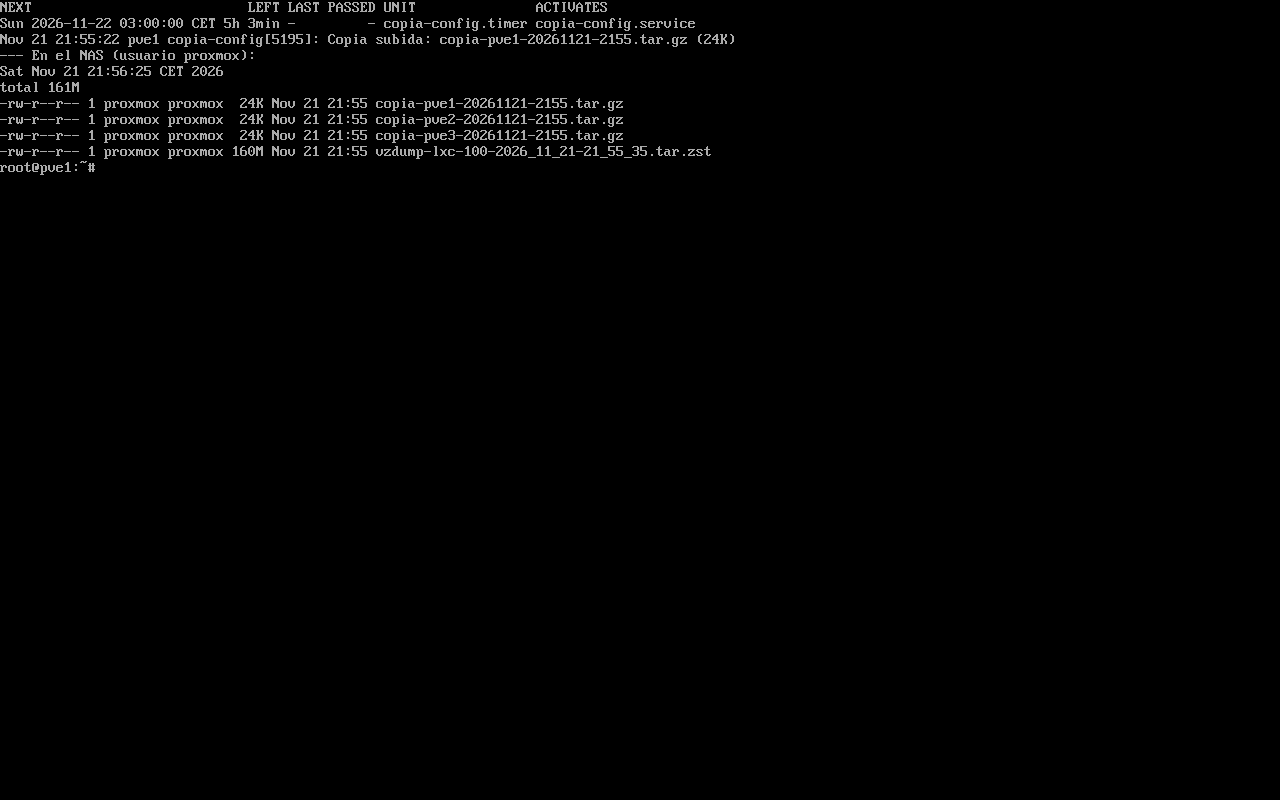 NEXT                           LEFT LAST PASSED UNIT               ACTIVATES
Sun 2026-11-22 03:00:00 CET 5h 3min -         - copia-config.timer copia-config.service
Nov 21 21:55:22 pve1 copia-config[5195]: Copia subida: copia-pve1-20261121-2155.tar.gz (24K)
--- En el NAS (usuario proxmox):
Sat Nov 21 21:56:25 CET 2026
total 161M
-rw-r--r-- 1 proxmox proxmox  24K Nov 21 21:55 copia-pve1-20261121-2155.tar.gz
-rw-r--r-- 1 proxmox proxmox  24K Nov 21 21:55 copia-pve2-20261121-2155.tar.gz
-rw-r--r-- 1 proxmox proxmox  24K Nov 21 21:55 copia-pve3-20261121-2155.tar.gz
-rw-r--r-- 1 proxmox proxmox 160M Nov 21 21:55 vzdump-lxc-100-2026_11_21-21_55_35.tar.zst
root@pve1:~#